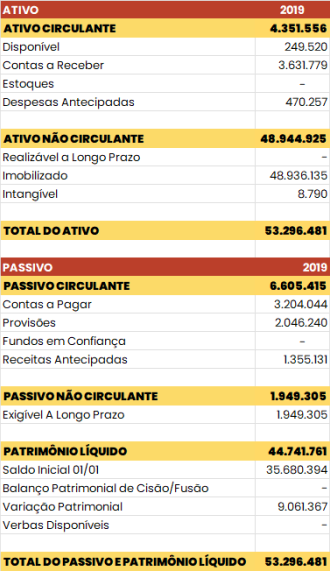 ATIVO 2019
ATIVO CIRCULANTE 4.351.556
Disponível 249.520
Contas a Receber 3.631.779
Estoques -
Despesas Antecipadas 470.257
ATIVO NÃO CIRCULANTE 48.944.925
Realizável a Longo Prazo -
Imobilizado 48.936.135
Intangível 8.790
TOTAL DO ATIVO 53.296.481
PASSIVO 2019
PASSIVO CIRCULANTE 6.605.415
Contas a Pagar 3.204.044
Provisões 2.046.240
Fundos em Confiança -
Receitas Antecipadas 1.355.131
PASSIVO NÃO CIRCULANTE 1.949.305
Exigível A Longo Prazo 1.949.305
PATRIMÔNIO LÍQUIDO 44.741.761
Saldo Inicial 01/01 35.680.394
Balanço Patrimonial de Cisão/Fusão -
Variação Patrimonial 9.061.367
Verbas Disponíveis -
TOTAL DO PASSIVO E PATRIMÔNIO LÍQUIDO 53.296.481